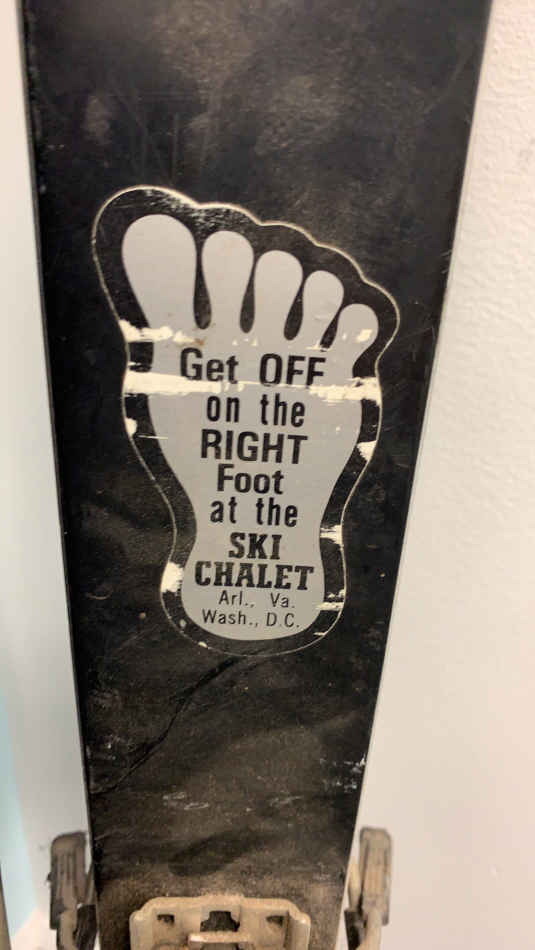 Get OFF
on the
RIGHT
Foot
at the
SKI
CHALET
Arl., Va.
Wash., D.C.